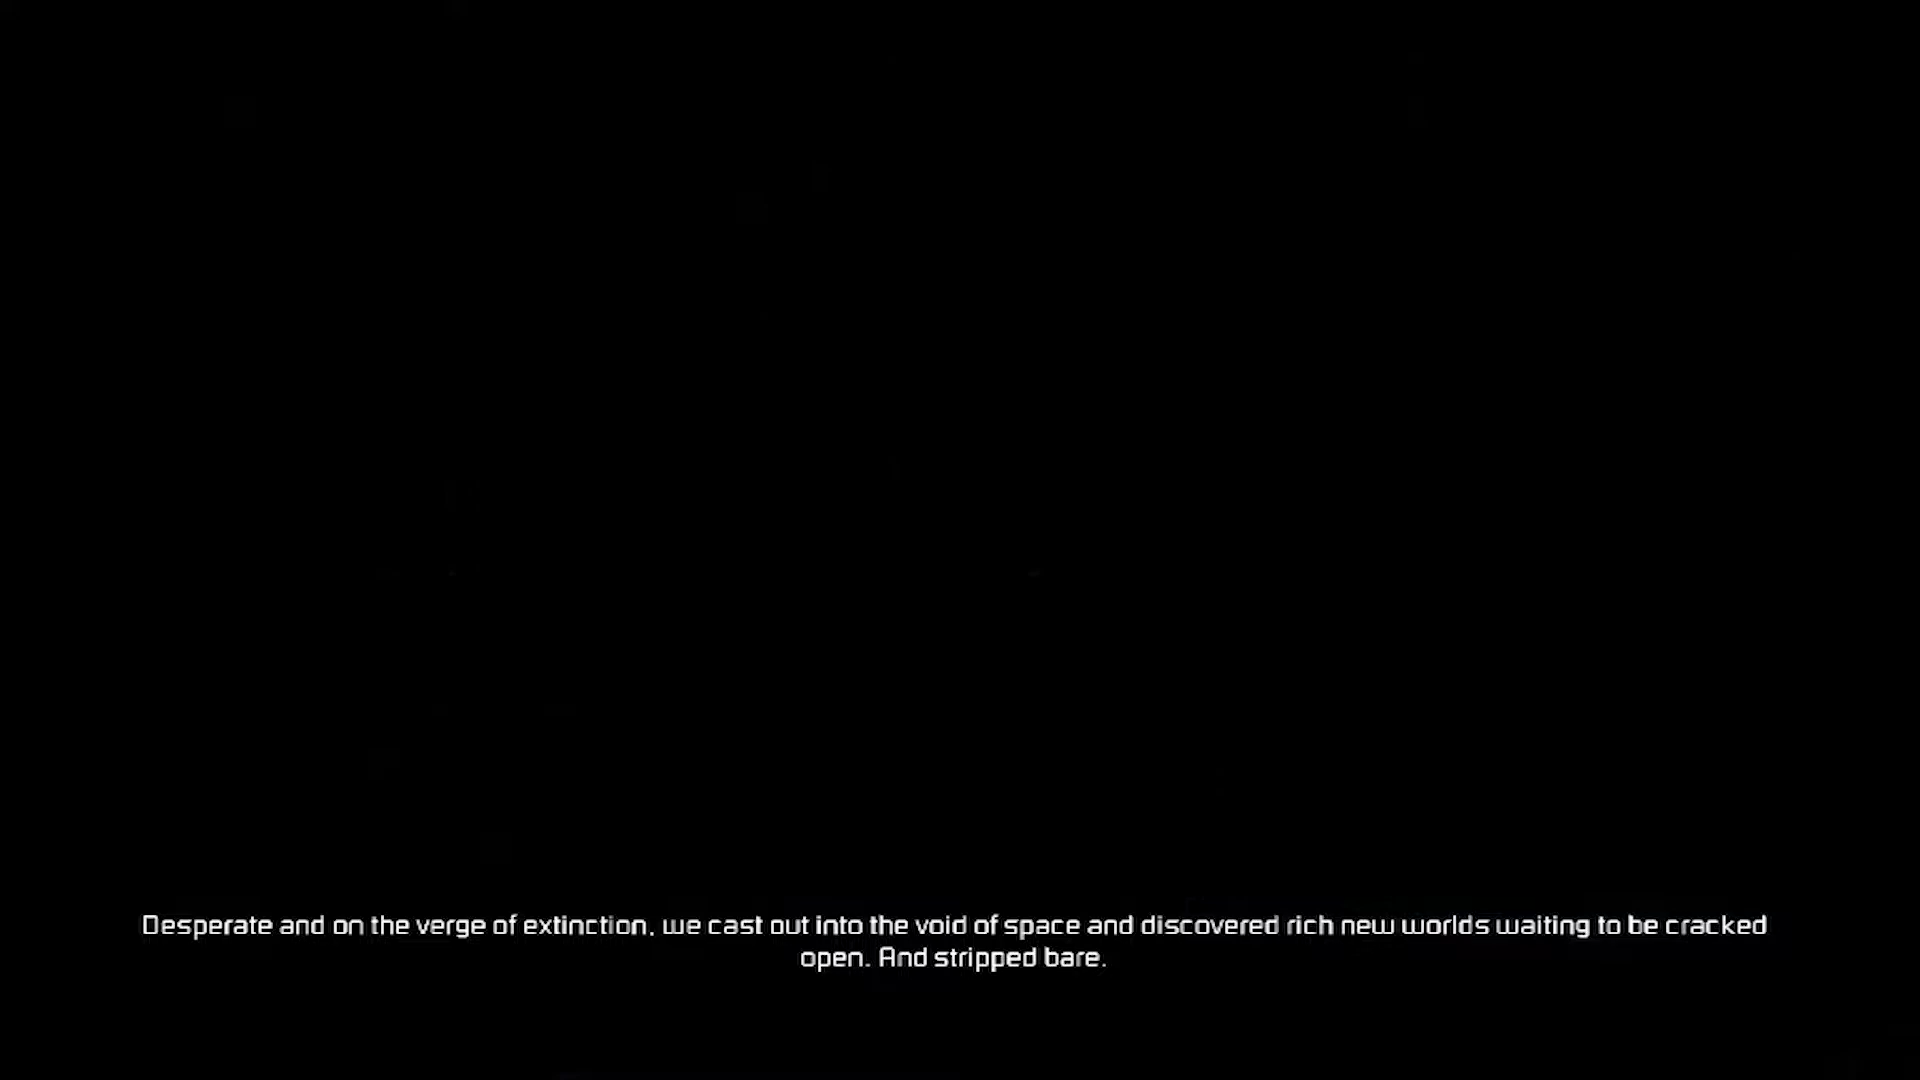 Desperate and on the verge of extinction, we cast out into the void of space and discovered rich new worlds waiting to be cracked
open. And stripped bare.